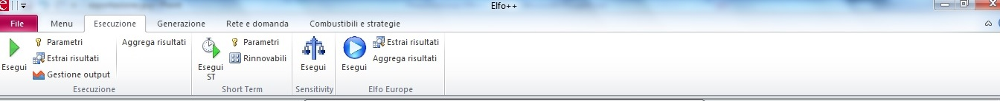 Elfo++
File Menu Esecuzione Generazione Rete e domanda Combustibili e strategie
Esegui
Parametri
Estrai risultati
Gestione output
Aggrega risultati
Esecuzione
Esegui
ST
Parametri
Rinnovabili
Short Term
Esegui
Sensitivity
Esegui
Estrai risultati
Aggrega risultati
Elfo Europe